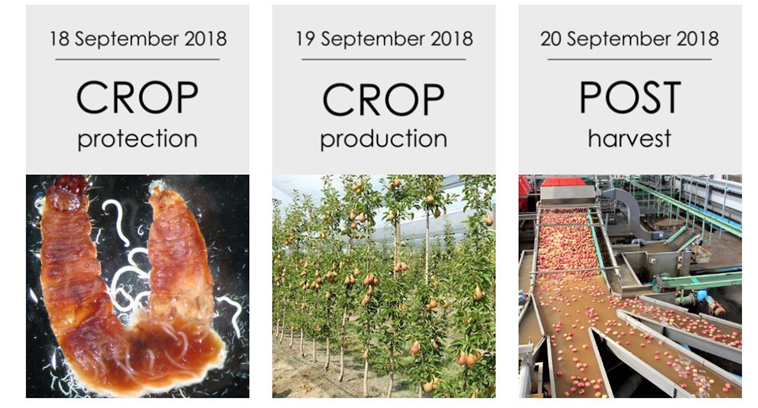 18 September 2018
CROP
protection
19 September 2018
CROP
production
20 September 2018
POST
harvest